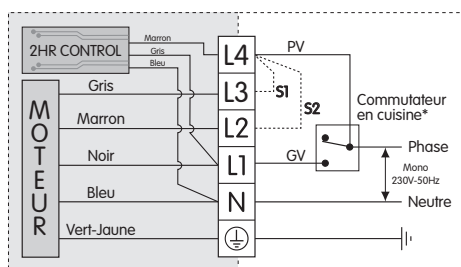 2HR CONTROL
Marron
Gris
Bleu
L4
PV
Gris
L3
S1
S2
Commutateur
en cuisine*
Marron
L2
MOTEUR
Noir
L1
GV
Phase
Mono
230V-50Hz
Bleu
N
Neutre
Vert-Jaune